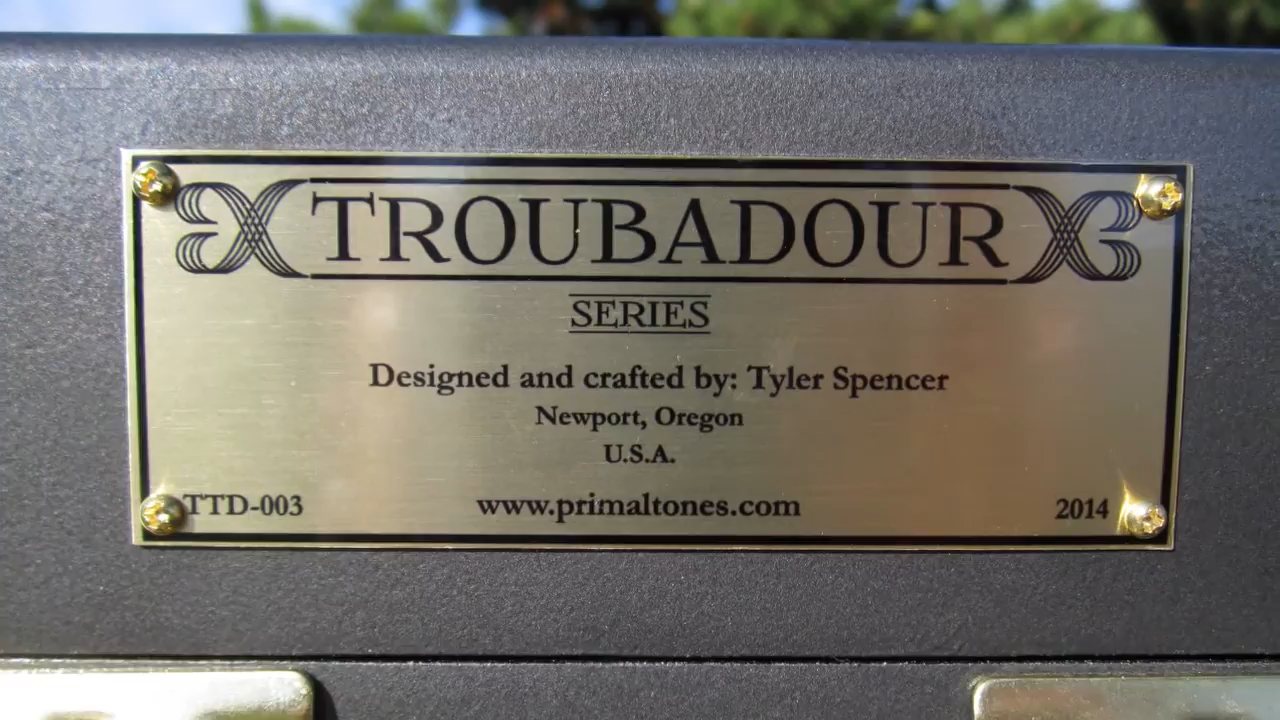 TROUBADOUR
SERIES
Designed and crafted by: Tyler Spencer
Newport, Oregon
U.S.A.
TTD-003 www.primaltones.com 2014